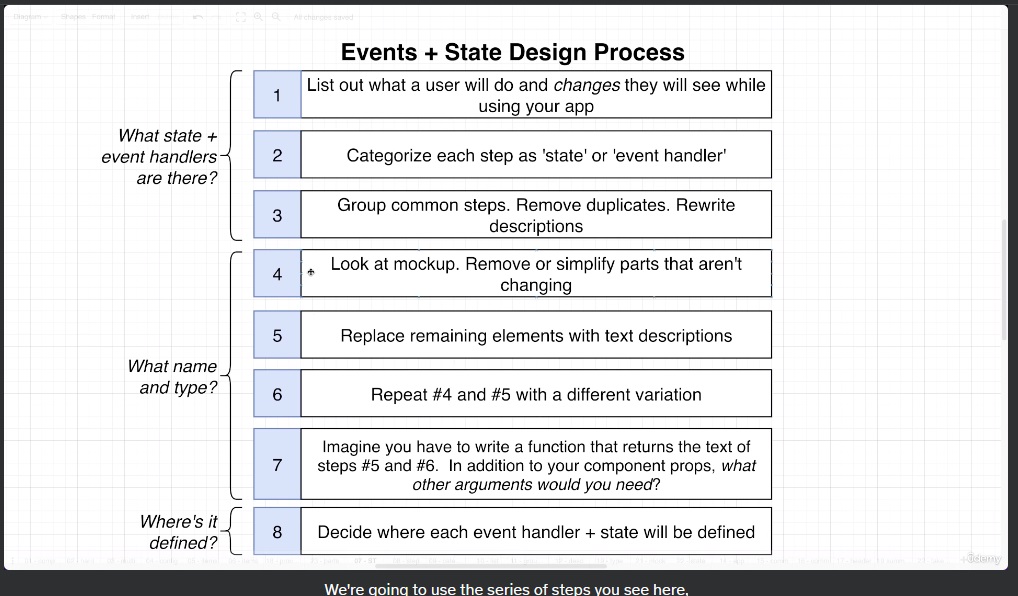 Diagram
Shapes
Format
Insert
All changes saved
Events + State Design Process
What state +
event handlers
are there?
1
List out what a user will do and changes they will see while
using your app
2
Categorize each step as 'state' or 'event handler'
3
Group common steps. Remove duplicates. Rewrite
descriptions
What name
and type?
4
Look at mockup. Remove or simplify parts that aren't
changing
5
Replace remaining elements with text descriptions
6
Repeat #4 and #5 with a different variation
7
Imagine you have to write a function that returns the text of
steps #5 and #6. In addition to your component props, what
other arguments would you need?
Where's it
defined?
8
Decide where each event handler + state will be defined
ûdemy
We're going to use the series of steps you see here,